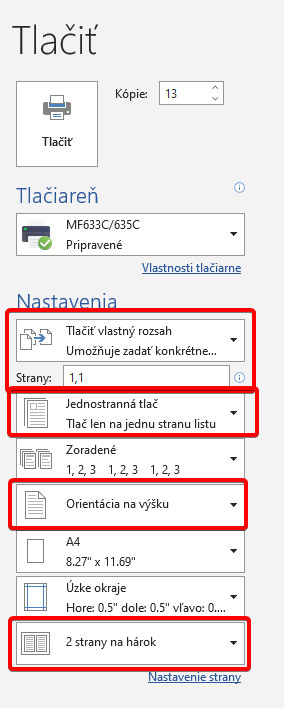 Tlačiť
Kópie: 13
Tlačiť
Tlačiareň
MF633C/635C
Pripravené
Vlastnosti tlačiarne
Nastavenia
Tlačiť vlastný rozsah
Umožňuje zadať konkrétne...
Strany: 1,1
Jednostranná tlač
Tlač len na jednu stranu listu
Zoradené
1, 2, 3 1, 2, 3 1, 2, 3
Orientácia na výšku
A4
8.27" x 11.69"
Úzke okraje
Hore: 0.5" dole: 0.5" vľavo: 0....
2 strany na hárok
Nastavenie strany